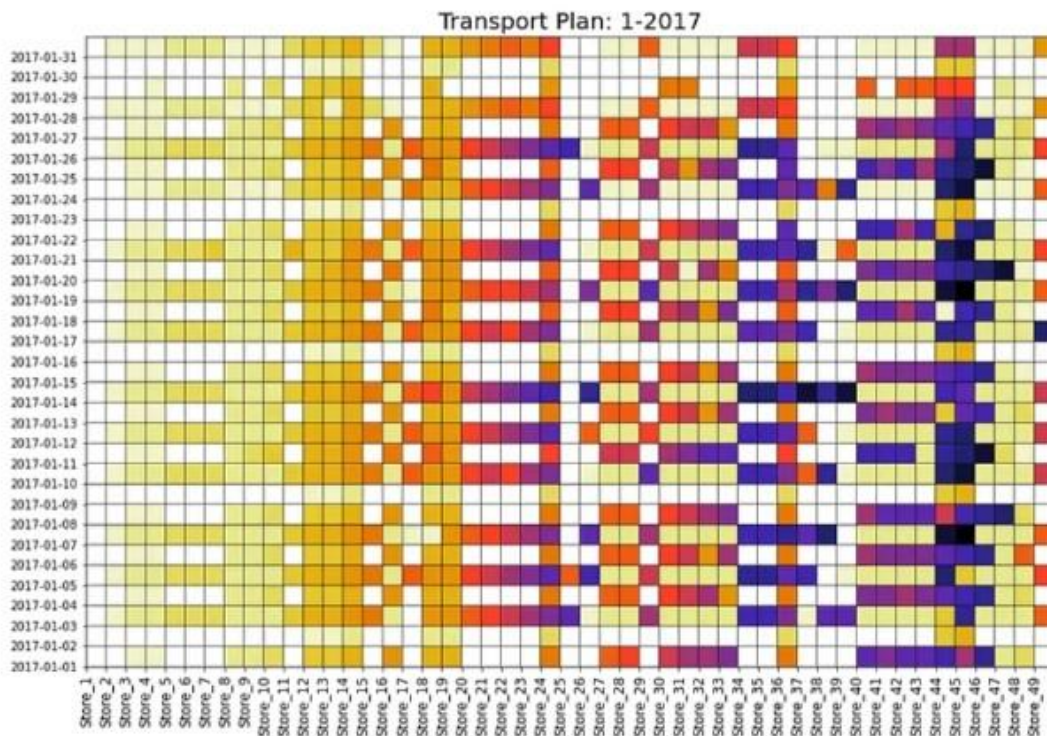 Transport Plan: 1-2017
2017-01-31
2017-01-30
2017-01-29
2017-01-28
2017-01-27
2017-01-26
2017-01-25
2017-01-24
2017-01-23
2017-01-22
2017-01-21
2017-01-20
2017-01-19
2017-01-18
2017-01-17
2017-01-16
2017-01-15
2017-01-14
2017-01-13
2017-01-12
2017-01-11
2017-01-10
2017-01-09
2017-01-08
2017-01-07
2017-01-06
2017-01-05
2017-01-04
2017-01-03
2017-01-02
2017-01-01
Store_1
Store_2
Store_3
Store_4
Store_5
Store_6
Store_7
Store_8
Store_9
Store_10
Store_11
Store_12
Store_13
Store_14
Store_15
Store_16
Store_17
Store_18
Store_19
Store_20
Store_21
Store_22
Store_23
Store_24
Store_25
Store_26
Store_27
Store_28
Store_29
Store_30
Store_31
Store_32
Store_33
Store_34
Store_35
Store_36
Store_37
Store_38
Store_39
Store_40
Store_41
Store_42
Store_43
Store_44
Store_45
Store_46
Store_47
Store_48
Store_49